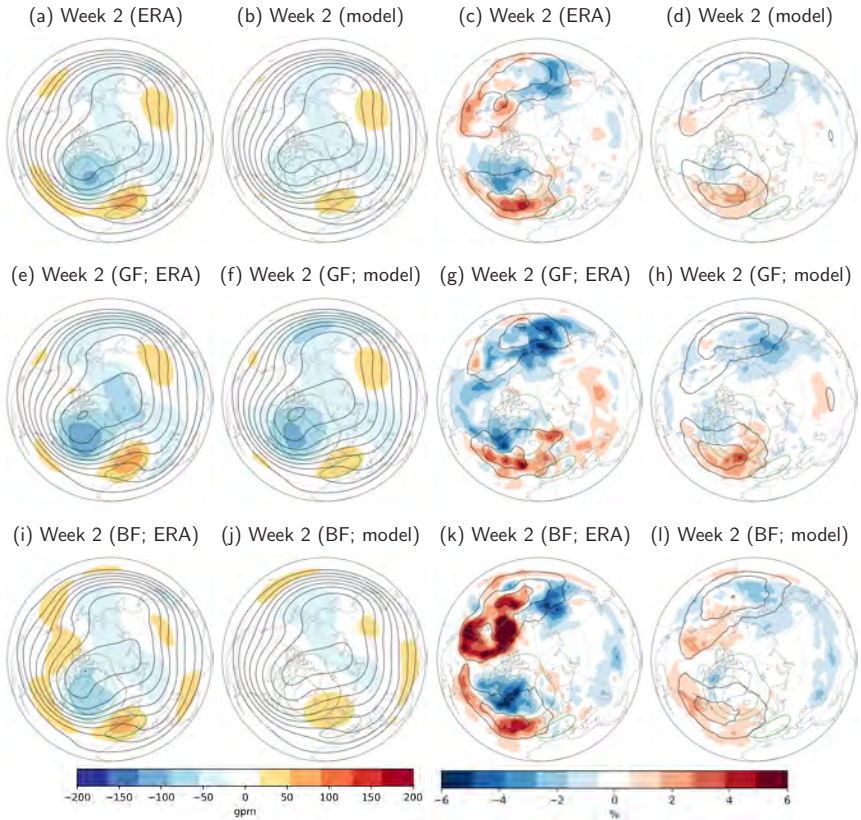 (a) Week 2 (ERA)
(b) Week 2 (model)
(c) Week 2 (ERA)
(d) Week 2 (model)
(e) Week 2 (GF; ERA)
(f) Week 2 (GF; model)
(g) Week 2 (GF; ERA)
(h) Week 2 (GF; model)
(i) Week 2 (BF; ERA)
(j) Week 2 (BF; model)
(k) Week 2 (BF; ERA)
(l) Week 2 (BF; model)
−200 −150 −100 −50 0 50 100 150 200
gpm
−6 −4 −2 0 2 4 6
%